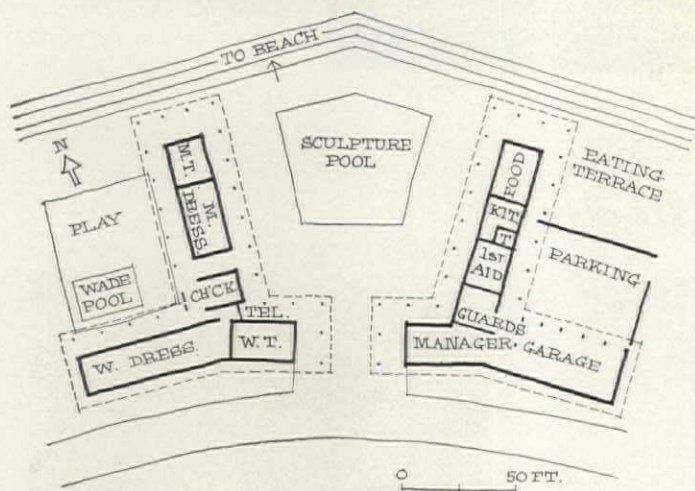 TO BEACH
N
SCULPTURE
POOL
M.T.
M.
DRESS.
PLAY
WADE
POOL
CH'CK.
TEL.
W. DRESS.
W.T.
FOOD
KIT
T
1ST
AID
GUARDS
MANAGER
GARAGE
EATING
TERRACE
PARKING
0 50 FT.